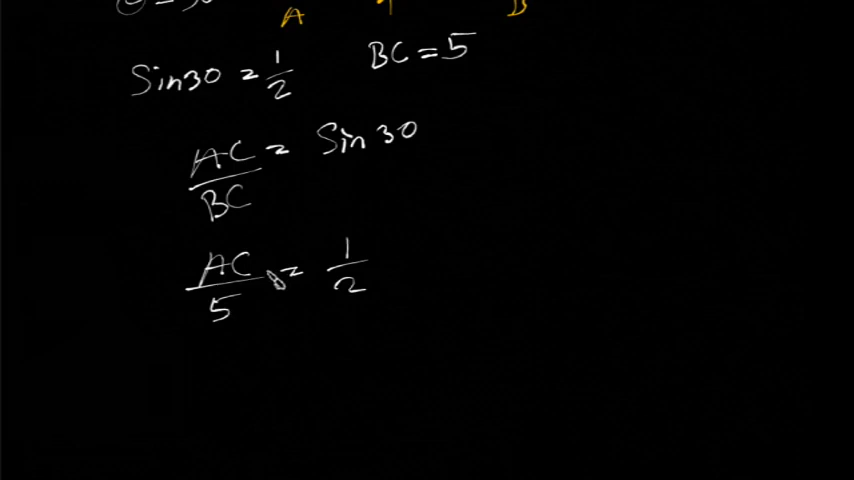 A B
Sin30 = 1/2 BC = 5
AC/BC = Sin 30
AC/5 = 1/2